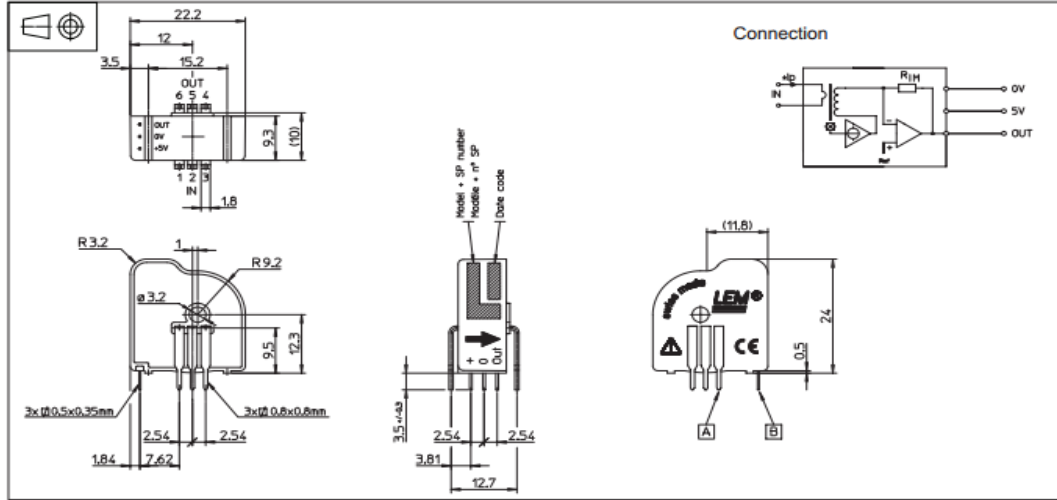 22.2
12
3.5
15.2
OUT
6 5 4
OUT
0V
+5V
9.3
(10)
1 2 3
IN
1.8
Connection
+Ip
IN
RIM
0V
5V
OUT
Ref
Model + SP number
Modèle + n° SP
Date code
R3.2
1
R9.2
ø3.2
9.5
12.3
3x 0.5x0.35mm
3x 0.8x0.8mm
2.54
2.54
1.84
7.62
+
0
Out
3.5 +/-0.3
2.54
2.54
3.81
12.7
(11.8)
swiss made
LEM®
CE
24
0.5
A
B